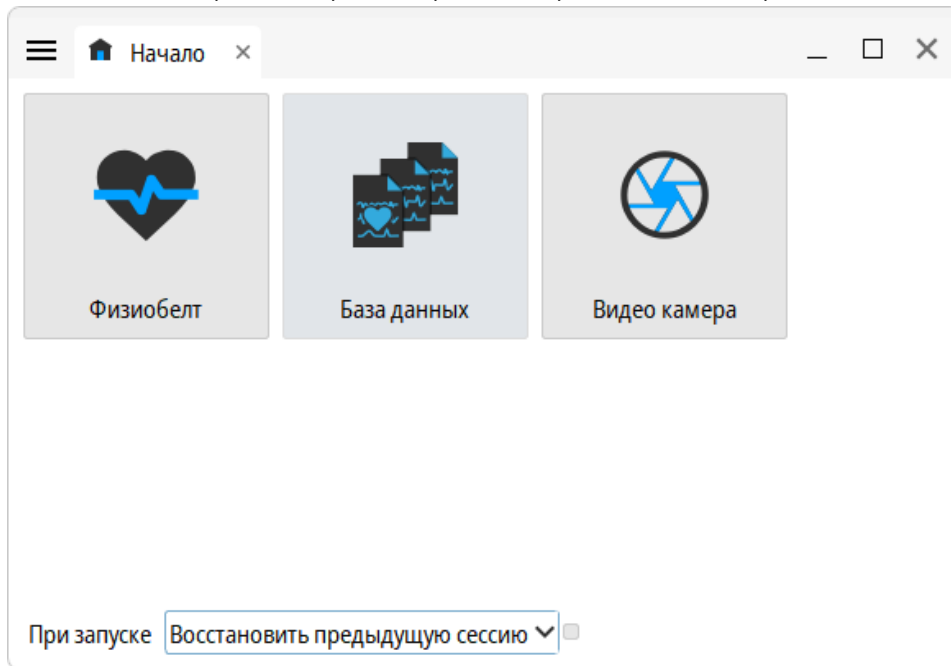 Начало
Физиобелт
База данных
Видео камера
При запуске Восстановить предыдущую сессию